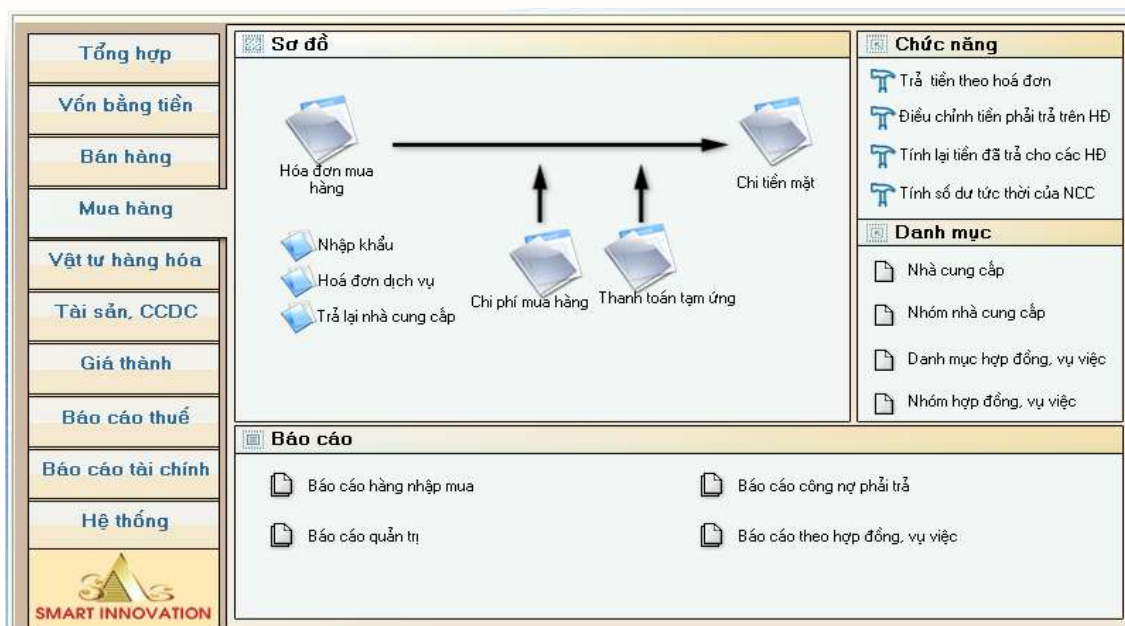 Tổng hợp
Vốn bằng tiền
Bán hàng
Mua hàng
Vật tư hàng hóa
Tài sản, CCDC
Giá thành
Báo cáo thuế
Báo cáo tài chính
Hệ thống
SAS
SMART INNOVATION
Sơ đồ
Hóa đơn mua
hàng
Chi tiền mặt
Nhập khẩu
Hoá đơn dịch vụ
Trả lại nhà cung cấp
Chi phí mua hàng
Thanh toán tạm ứng
Chức năng
Trả tiền theo hoá đơn
Điều chỉnh tiền phải trả trên HĐ
Tính lại tiền đã trả cho các HĐ
Tính số dư tức thời của NCC
Danh mục
Nhà cung cấp
Nhóm nhà cung cấp
Danh mục hợp đồng, vụ việc
Nhóm hợp đồng, vụ việc
Báo cáo
Báo cáo hàng nhập mua
Báo cáo công nợ phải trả
Báo cáo quản trị
Báo cáo theo hợp đồng, vụ việc